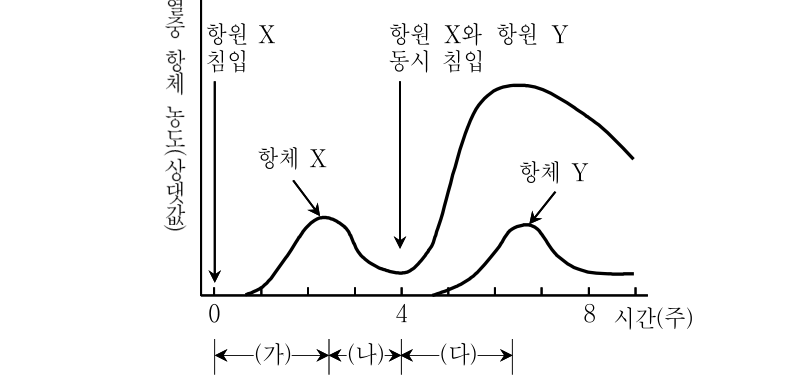 항원 X
침입
항원 X와 항원 Y
동시 침입
중 항체 농도(상댓값)
항체 X
항체 Y
0
4
8
시간(주)
(가)
(나)
(다)